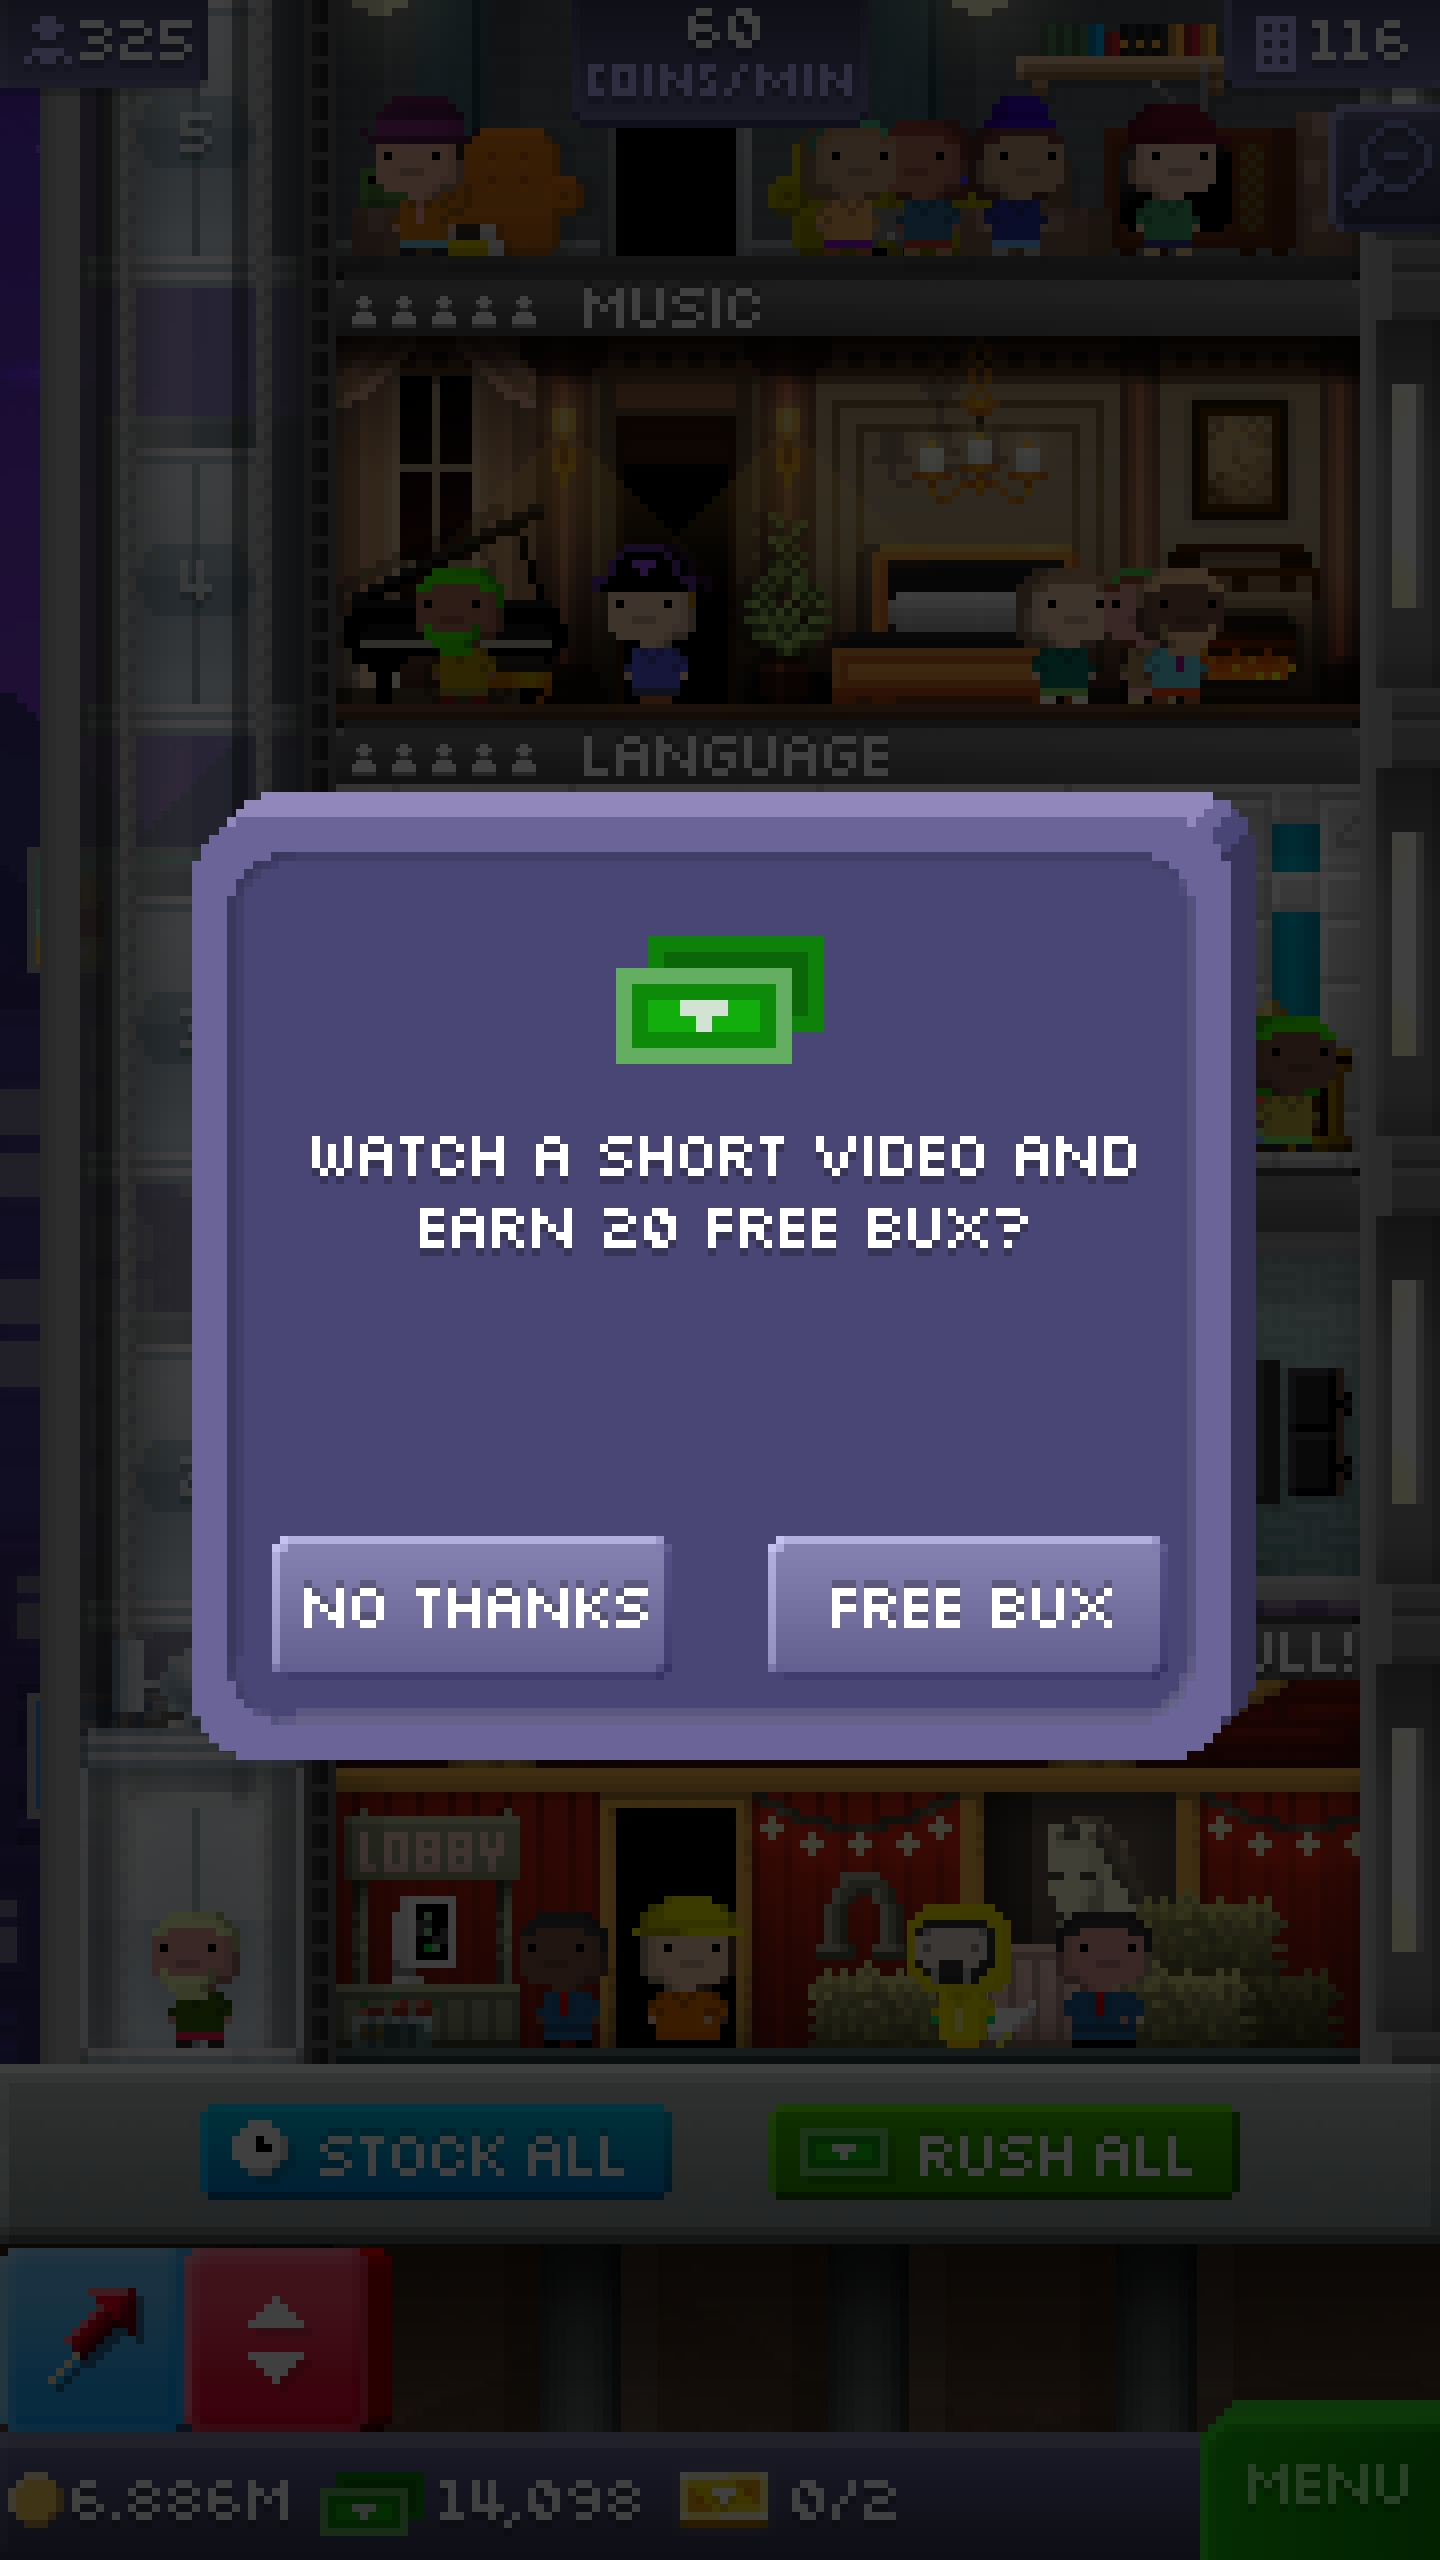 325
60
COINS/MIN
116
5
MUSIC
4
LANGUAGE
WATCH A SHORT VIDEO AND
EARN 20 FREE BUX?
NO THANKS
FREE BUX
LOBBY
STOCK ALL
RUSH ALL
6.886M
14,098
0/2
MENU